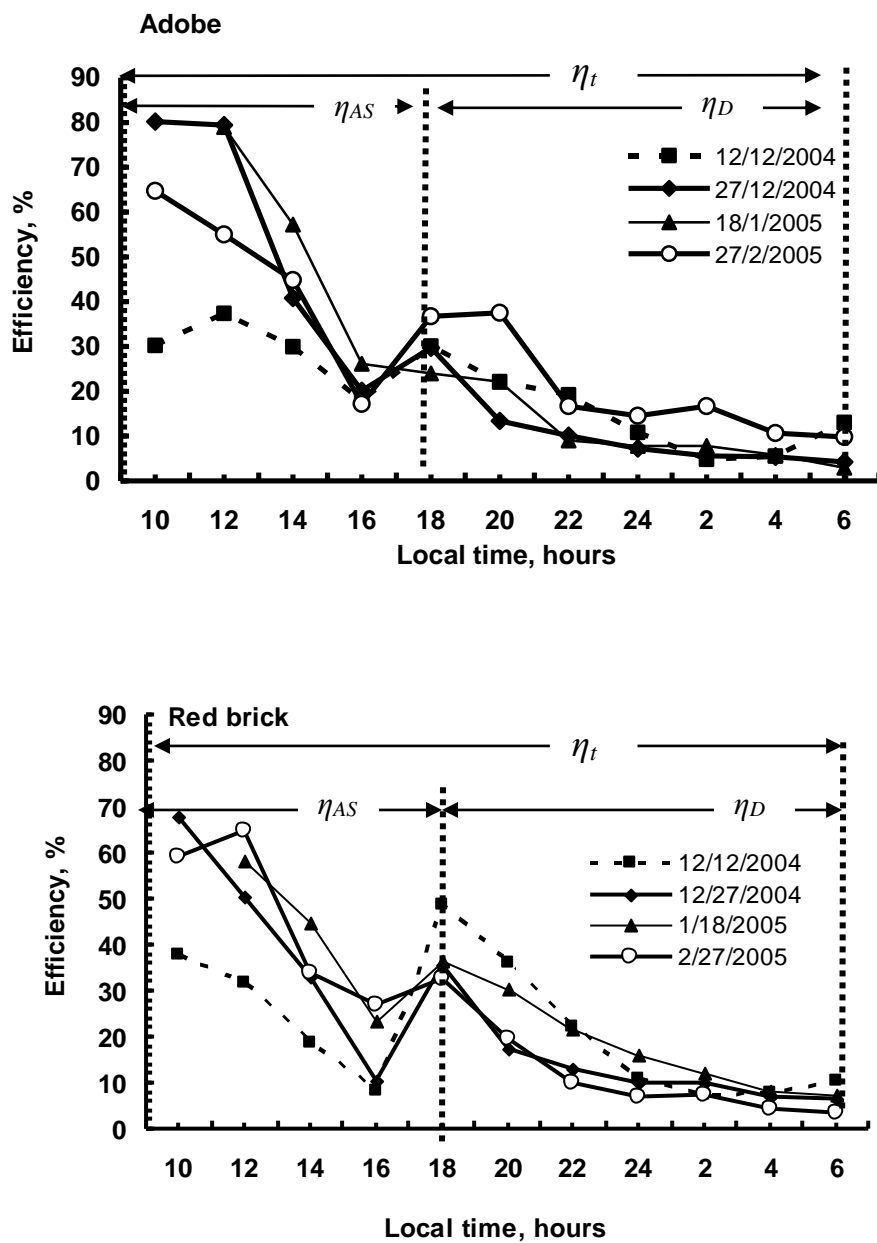 Adobe
90
80
70
60
50
40
30
20
10
0
Efficiency, %
ηt
ηAS
ηD
12/12/2004
27/12/2004
18/1/2005
27/2/2005
10 12 14 16 18 20 22 24 2 4 6
Local time, hours
Red brick
90
80
70
60
50
40
30
20
10
0
Efficiency, %
ηt
ηAS
ηD
12/12/2004
12/27/2004
1/18/2005
2/27/2005
10 12 14 16 18 20 22 24 2 4 6
Local time, hours